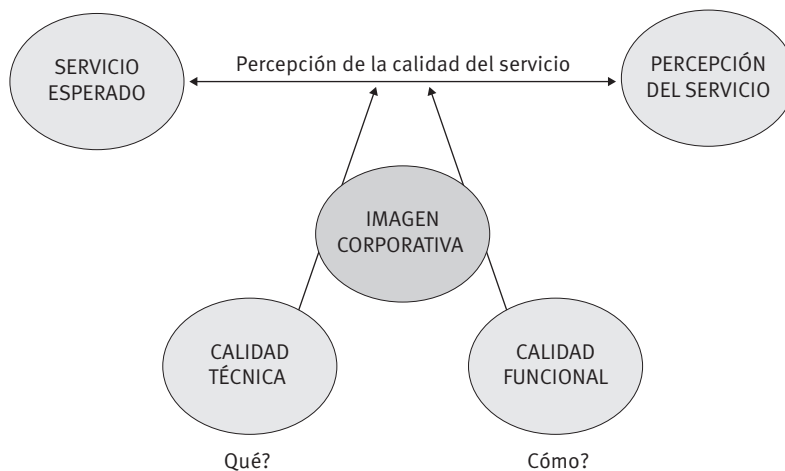 SERVICIO
ESPERADO
Percepción de la calidad del servicio
PERCEPCIÓN
DEL SERVICIO
IMAGEN
CORPORATIVA
CALIDAD
TÉCNICA
CALIDAD
FUNCIONAL
Qué?
Cómo?